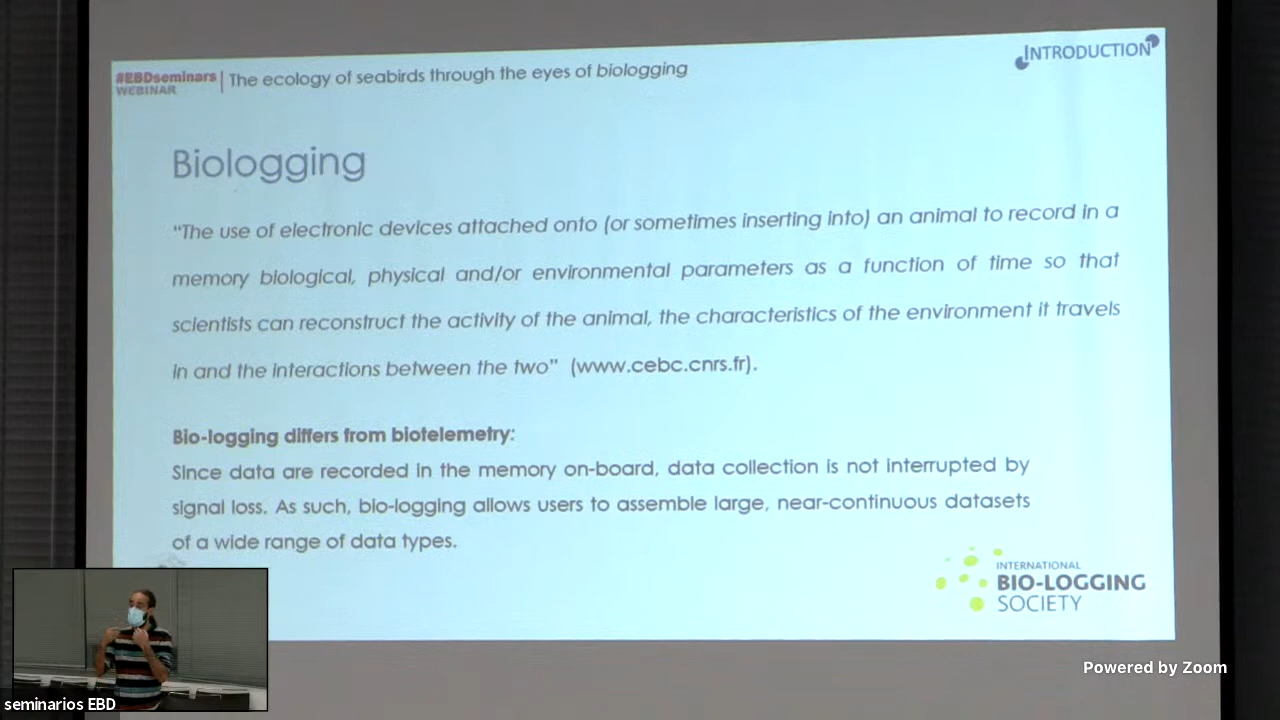 #EBDseminars
WEBINAR
The ecology of seabirds through the eyes of biologging
INTRODUCTION
Biologging
“The use of electronic devices attached onto (or sometimes inserting into) an animal to record in a
memory biological, physical and/or environmental parameters as a function of time so that
scientists can reconstruct the activity of the animal, the characteristics of the environment it travels
in and the interactions between the two” (www.cebc.cnrs.fr).
Bio-logging differs from biotelemetry:
Since data are recorded in the memory on-board, data collection is not interrupted by
signal loss. As such, bio-logging allows users to assemble large, near-continuous datasets
of a wide range of data types.
INTERNATIONAL
BIO-LOGGING
SOCIETY
Powered by Zoom
seminarios EBD